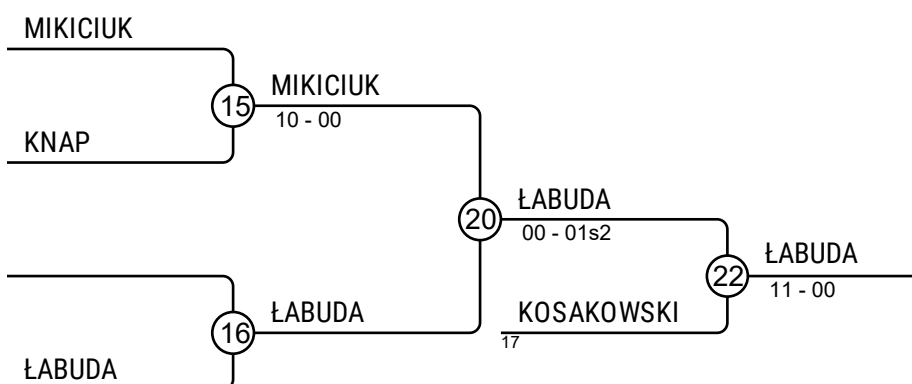 MIKICIUK
15
MIKICIUK
10 - 00
KNAP
20
ŁABUDA
00 - 01s2
22
ŁABUDA
11 - 00
16
ŁABUDA
KOSAKOWSKI
17
ŁABUDA